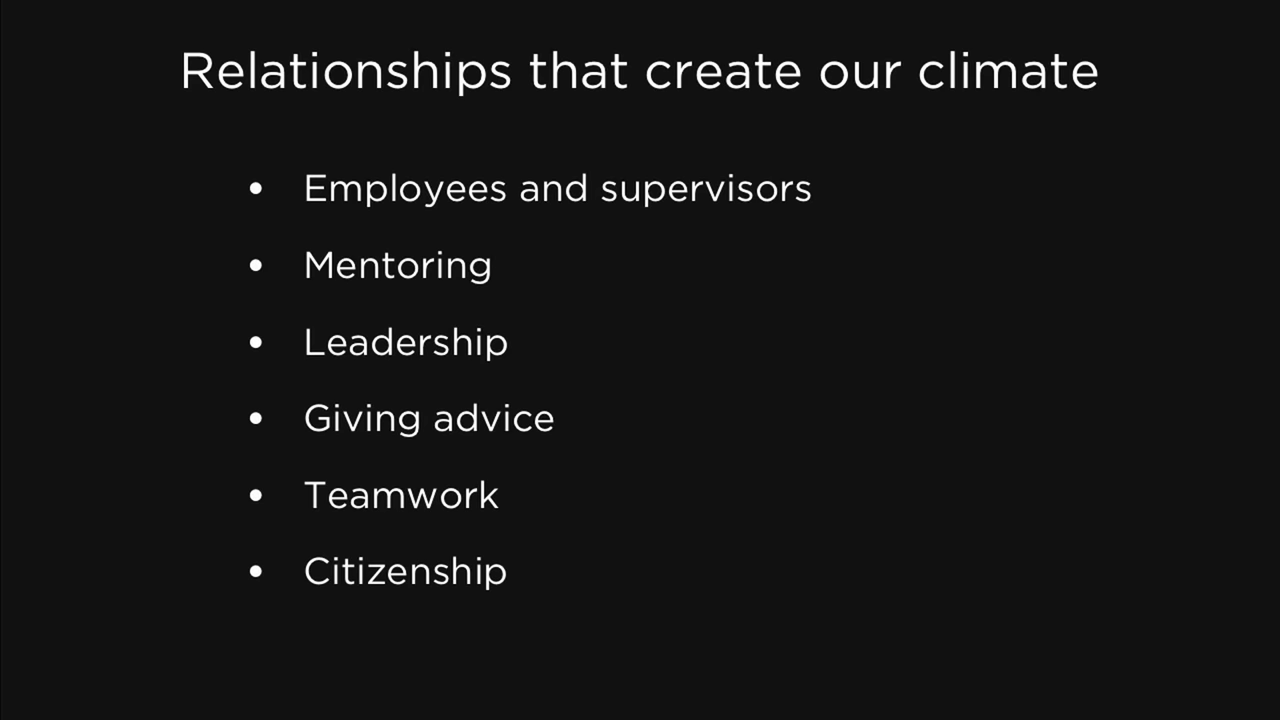 Relationships that create our climate
• Employees and supervisors
• Mentoring
• Leadership
• Giving advice
• Teamwork
• Citizenship